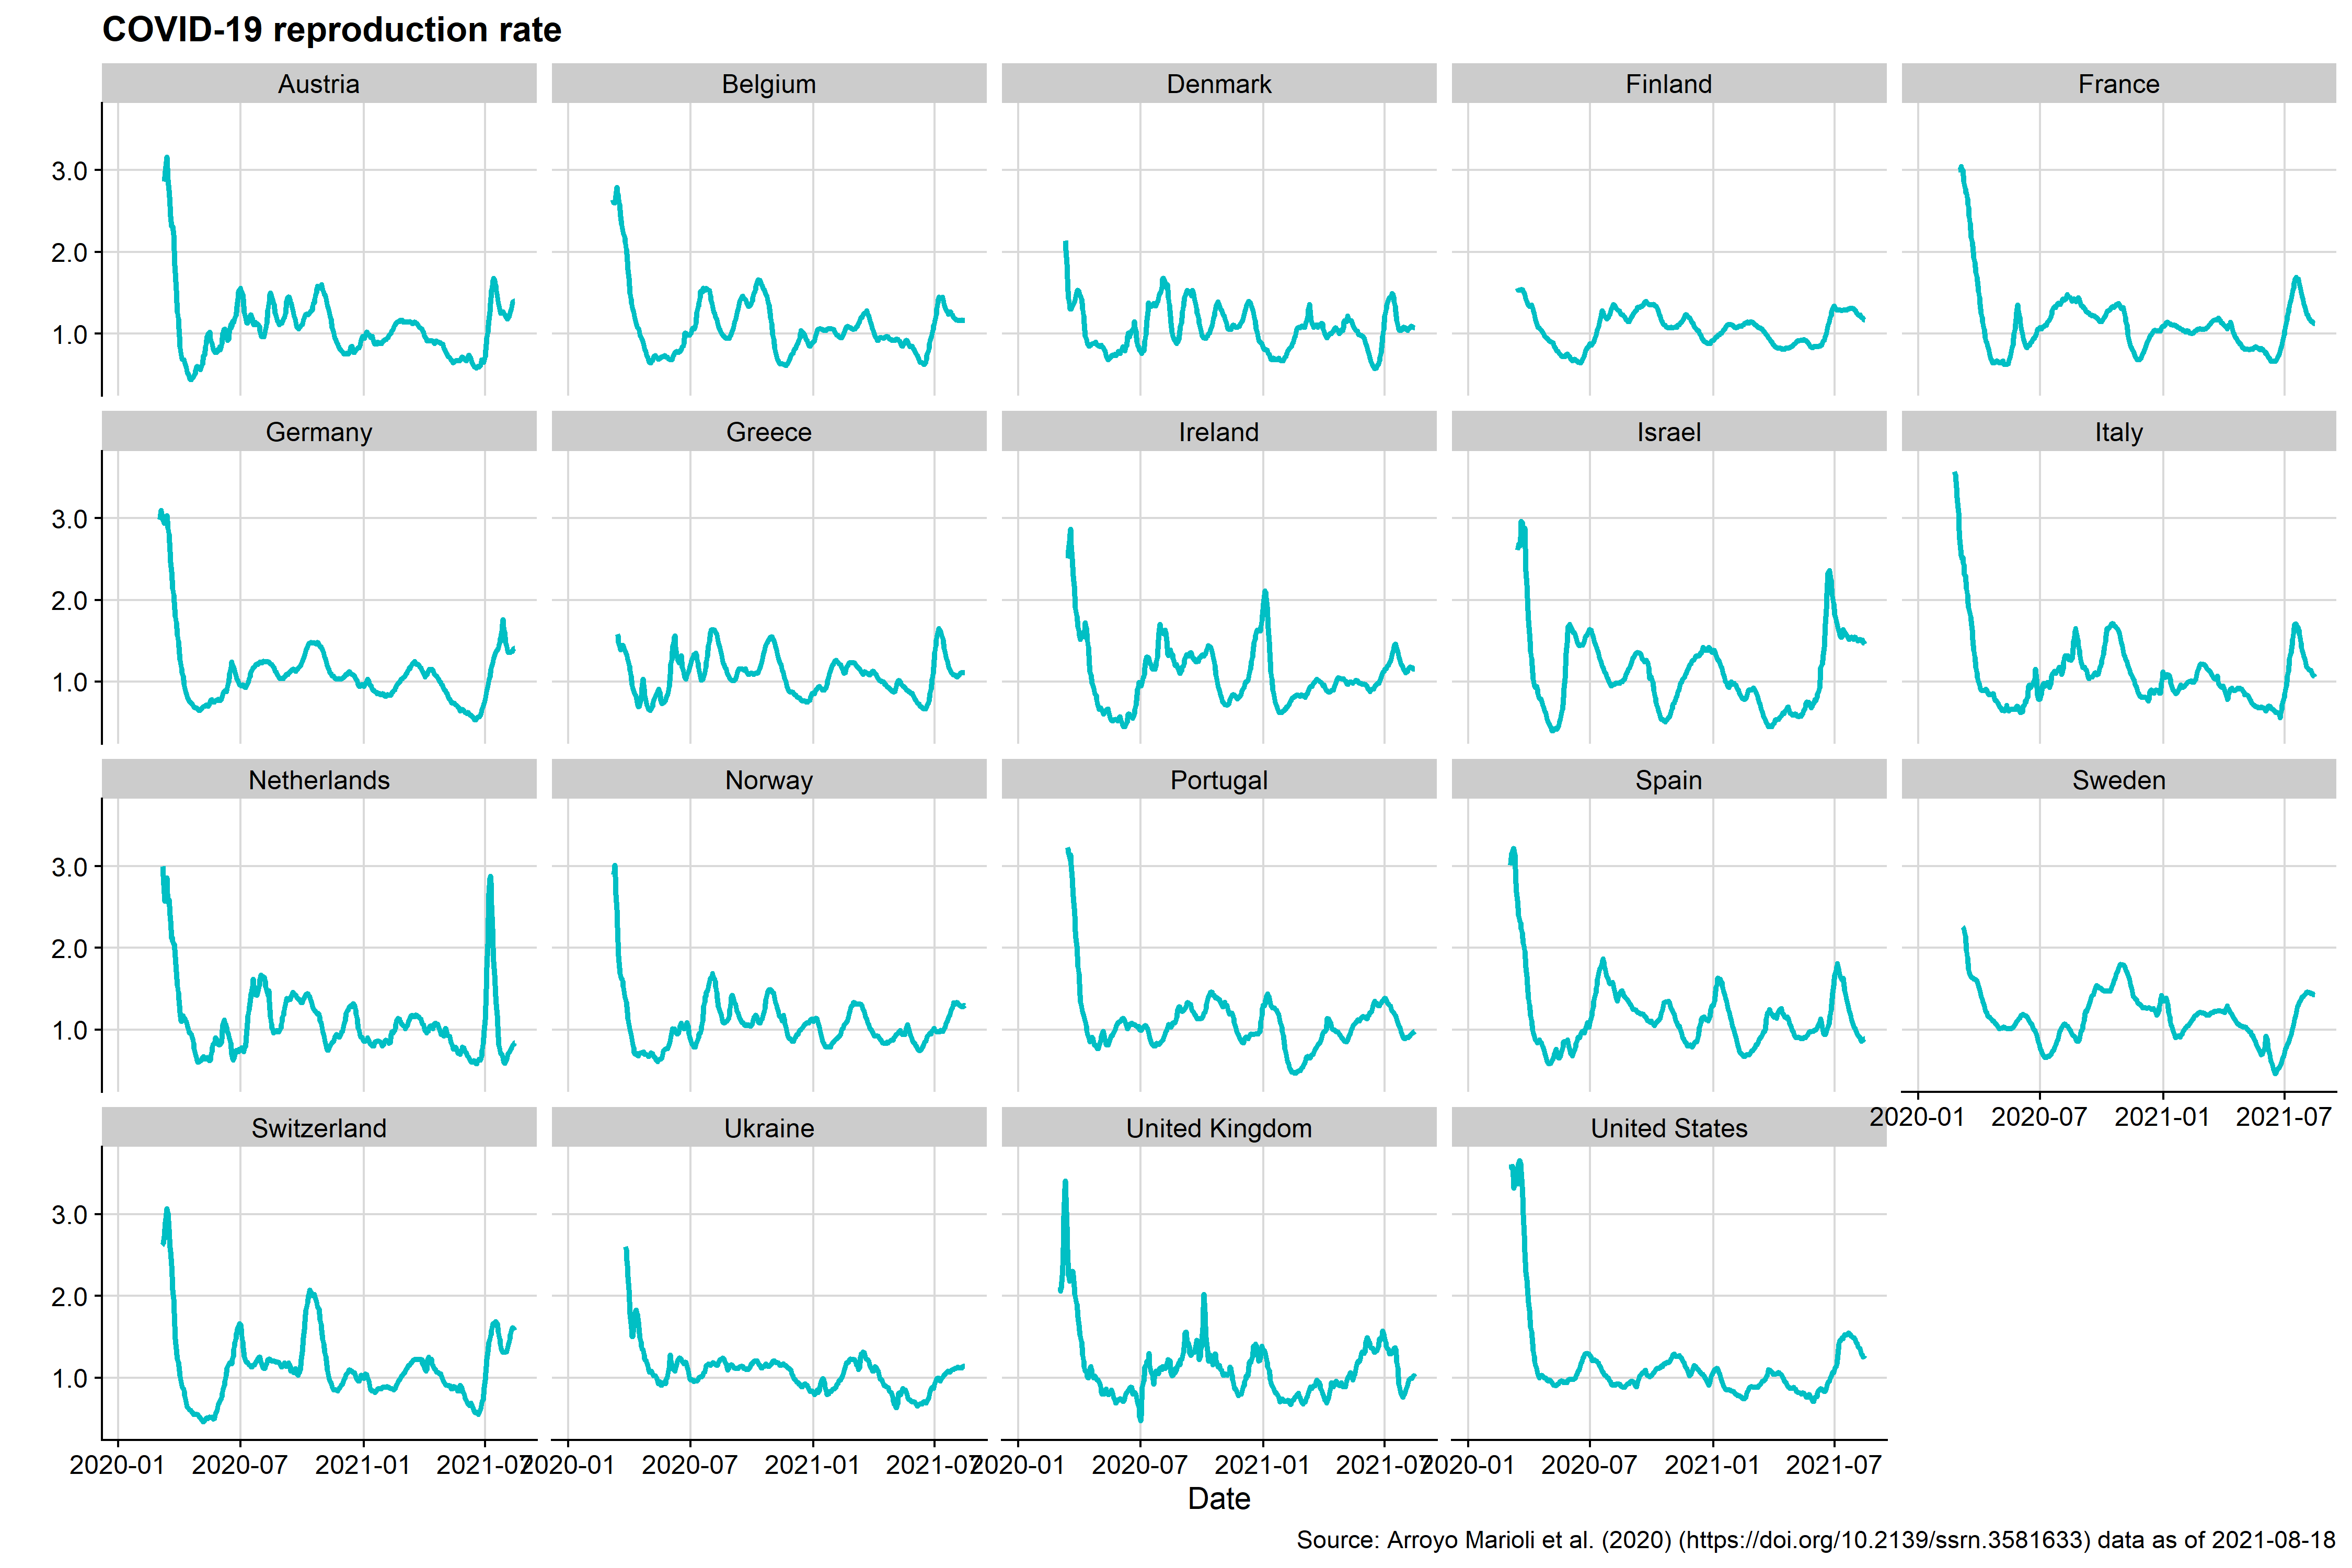 COVID-19 reproduction rate
Austria Belgium Denmark Finland France
3.0
2.0
1.0
Germany Greece Ireland Israel Italy
3.0
2.0
1.0
Netherlands Norway Portugal Spain Sweden
3.0
2.0
1.0
2020-01 2020-07 2021-01 2021-07
Switzerland Ukraine United Kingdom United States
3.0
2.0
1.0
2020-01 2020-07 2021-01 2021-07 2020-01 2020-07 2021-01 2021-07 2020-01 2020-07 2021-01 2021-07 2020-01 2020-07 2021-01 2021-07
Date
Source: Arroyo Marioli et al. (2020) (https://doi.org/10.2139/ssrn.3581633) data as of 2021-08-18